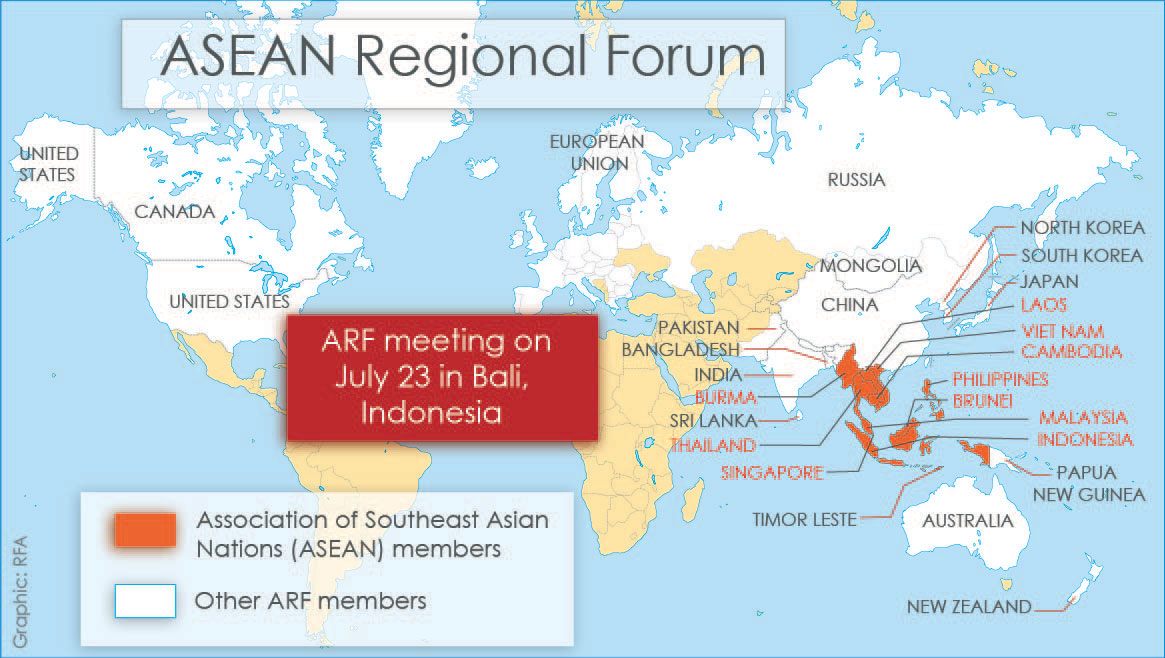 ASEAN Regional Forum
UNITED
STATES
CANADA
UNITED STATES
EUROPEAN
UNION
RUSSIA
MONGOLIA
CHINA
NORTH KOREA
SOUTH KOREA
JAPAN
LAOS
VIET NAM
CAMBODIA
PHILIPPINES
BRUNEI
MALAYSIA
INDONESIA
PAPUA
NEW GUINEA
PAKISTAN
BANGLADESH
INDIA
BURMA
SRI LANKA
THAILAND
SINGAPORE
TIMOR LESTE
AUSTRALIA
NEW ZEALAND
ARF meeting on
July 23 in Bali,
Indonesia
Association of Southeast Asian
Nations (ASEAN) members
Other ARF members
Graphic: RFA